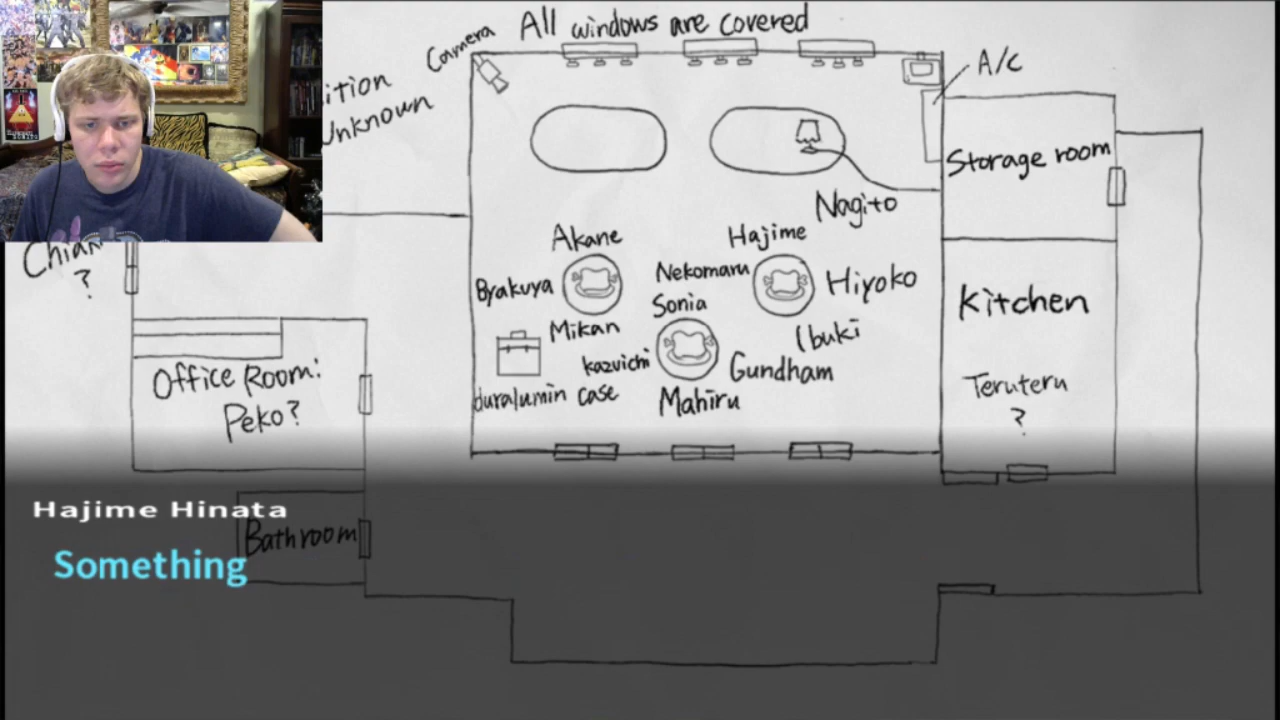 All windows are covered
Camera
A/C
ition
Unknown
Storage room
Nagito
Akane
Hajime
Chian
?
Byakuya
Nekomaru
Hiyoko
Sonia
Kitchen
Mikan
Ibuki
kazuichi
Gundham
Office Room:
Peko?
duralumin case
Mahiru
Teruteru
?
Hajime Hinata
Bathroom
Something